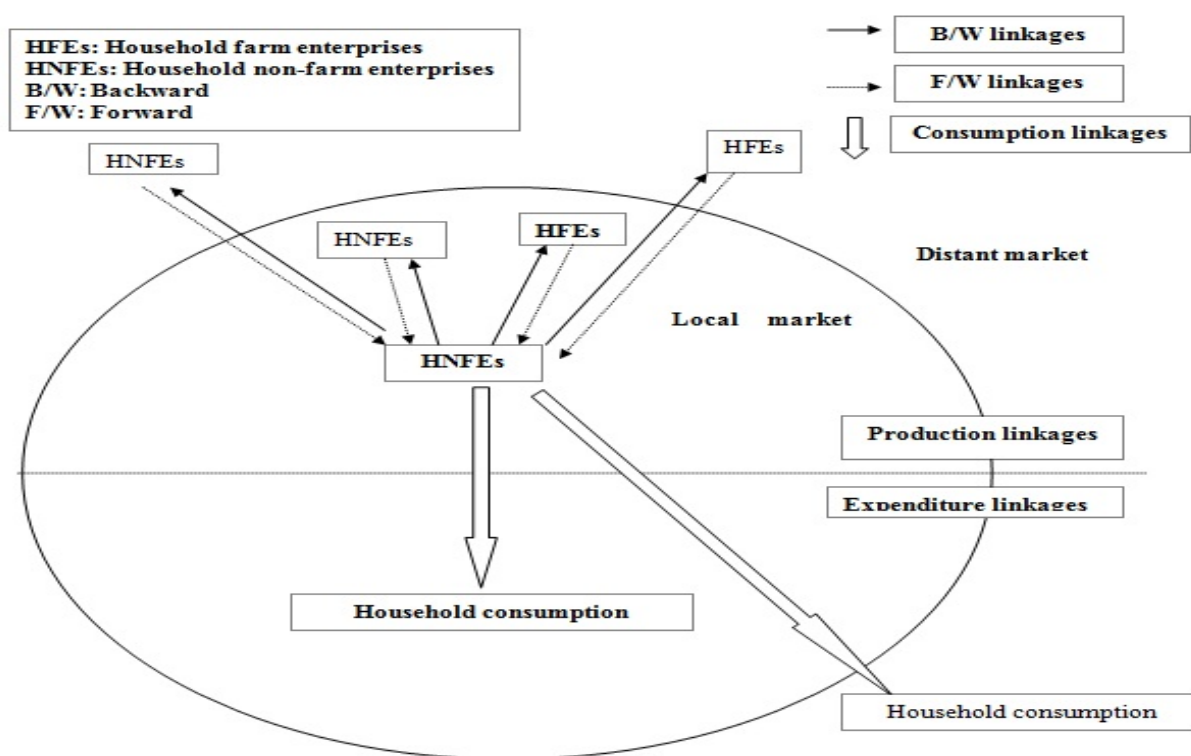 HFEs: Household farm enterprises
HNFEs: Household non-farm enterprises
B/W: Backward
F/W: Forward
B/W linkages
F/W linkages
Consumption linkages
HNFEs
HFEs
HNFEs
HFEs
Distant market
Local market
HNFEs
Production linkages
Expenditure linkages
Household consumption
Household consumption